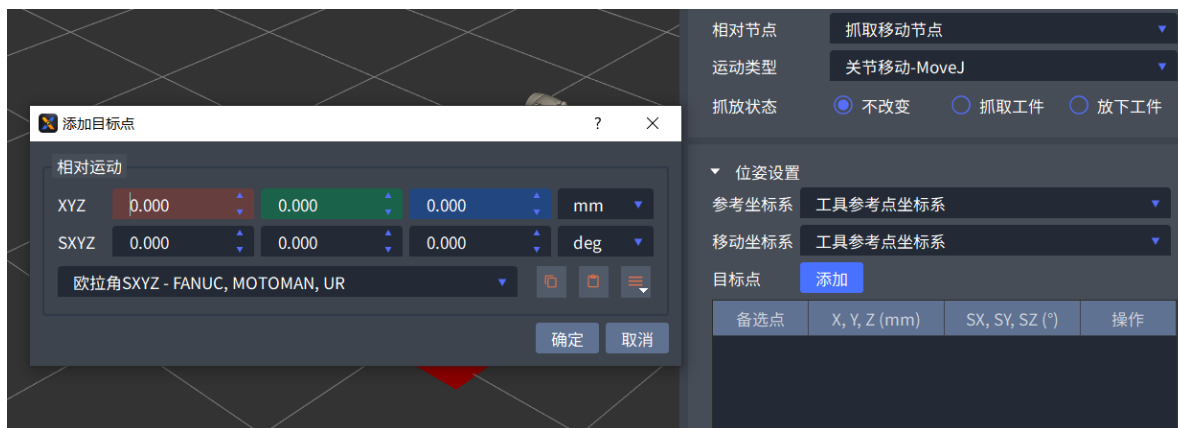 相对节点 抓取移动节点
运动类型 关节移动-MoveJ
抓放状态 不改变 抓取工件 放下工件
位姿设置
参考坐标系 工具参考点坐标系
移动坐标系 工具参考点坐标系
目标点 添加
备选点 X, Y, Z (mm) SX, SY, SZ (°) 操作
添加目标点 ?
相对运动
XYZ 0.000 0.000 0.000 mm
SXYZ 0.000 0.000 0.000 deg
欧拉角SXYZ - FANUC, MOTOMAN, UR
确定 取消